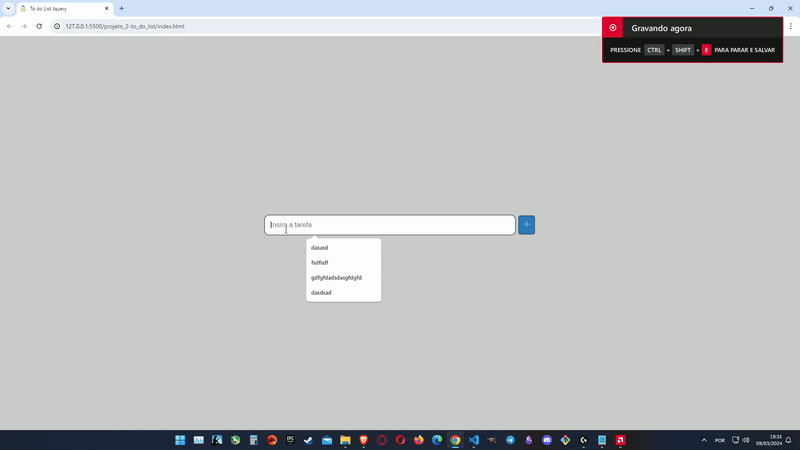 To do List Jquery
127.0.0.1:5500/projeto_2-to_do_list/index.html
Gravando agora
PRESSIONE CTRL + SHIFT + E PARA PARAR E SALVAR
Insira a tarefa
+
dasasd
fsdfsdf
gdfgfdadsdasgfdgfd
dasdsad
POR
19:31
09/03/2024